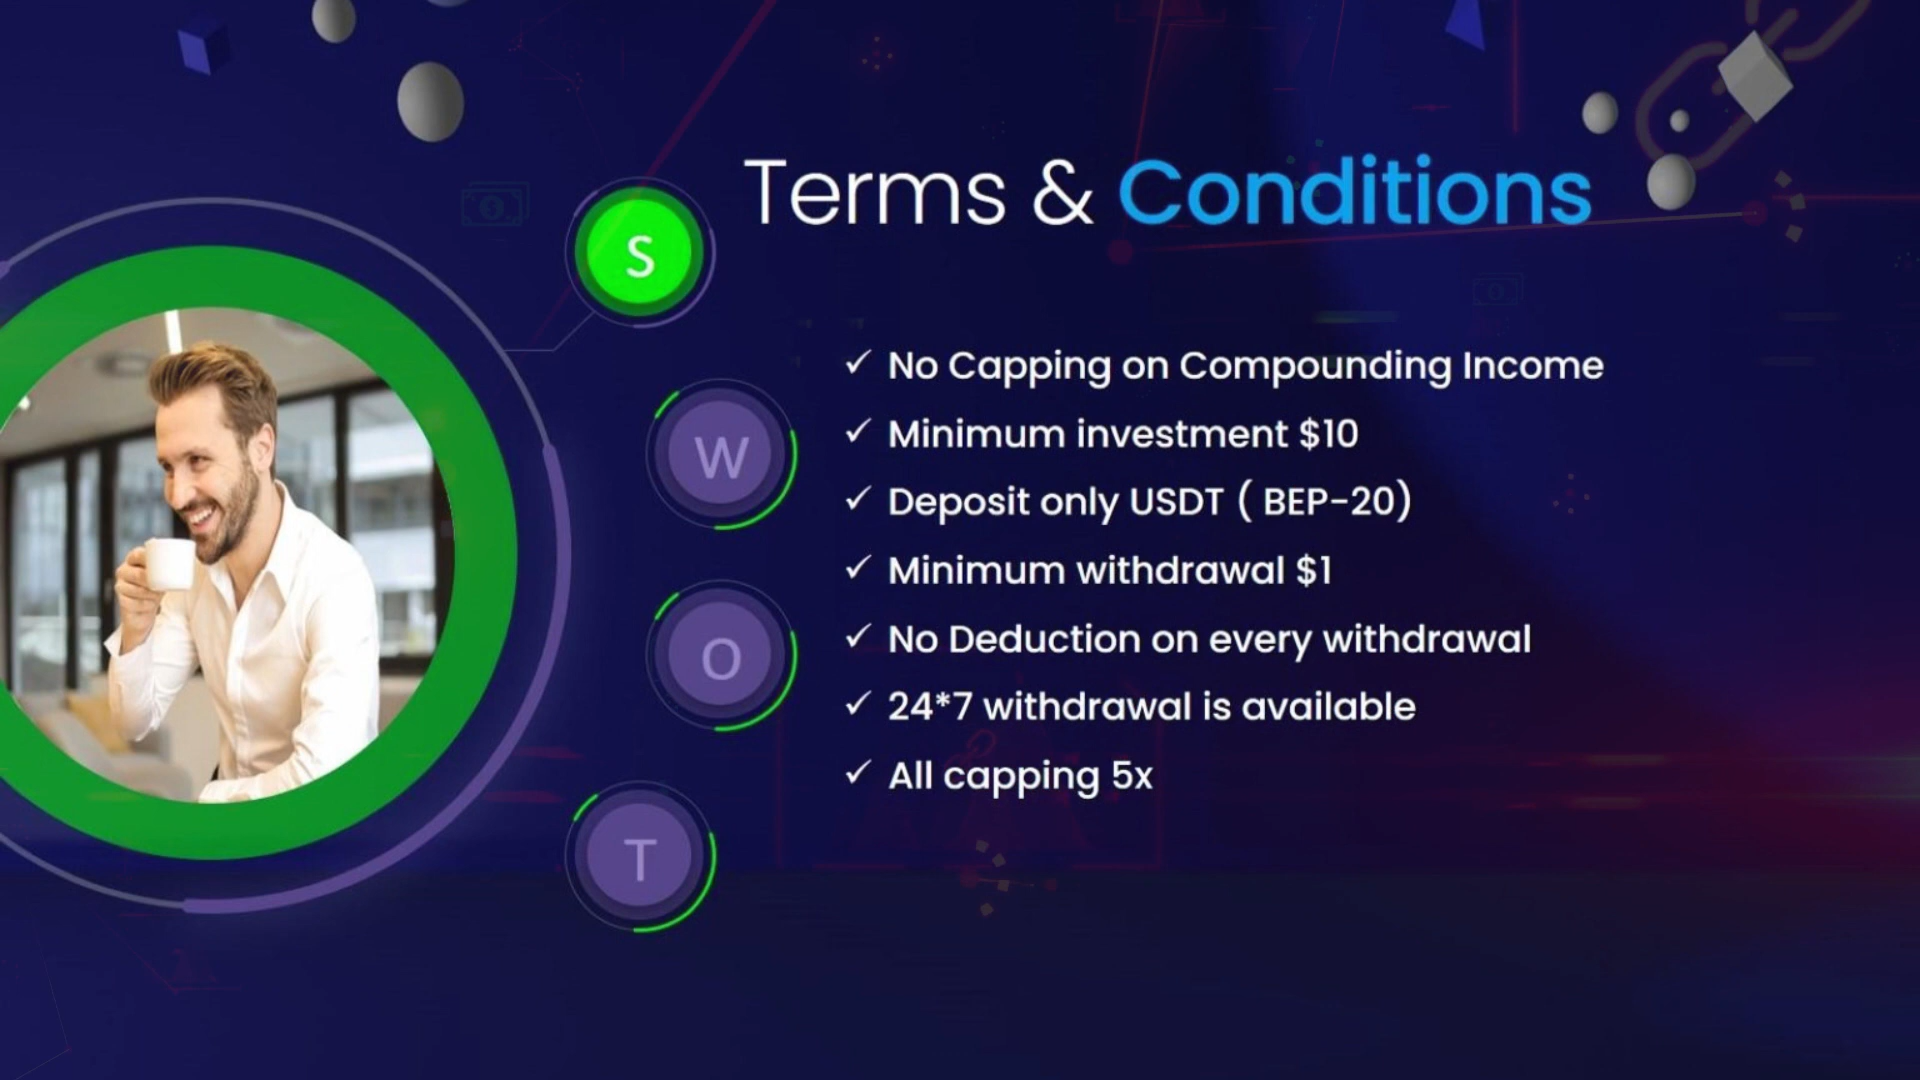 Terms & Conditions
S
W
O
T
✓ No Capping on Compounding Income
✓ Minimum investment $10
✓ Deposit only USDT ( BEP-20)
✓ Minimum withdrawal $1
✓ No Deduction on every withdrawal
✓ 24*7 withdrawal is available
✓ All capping 5x